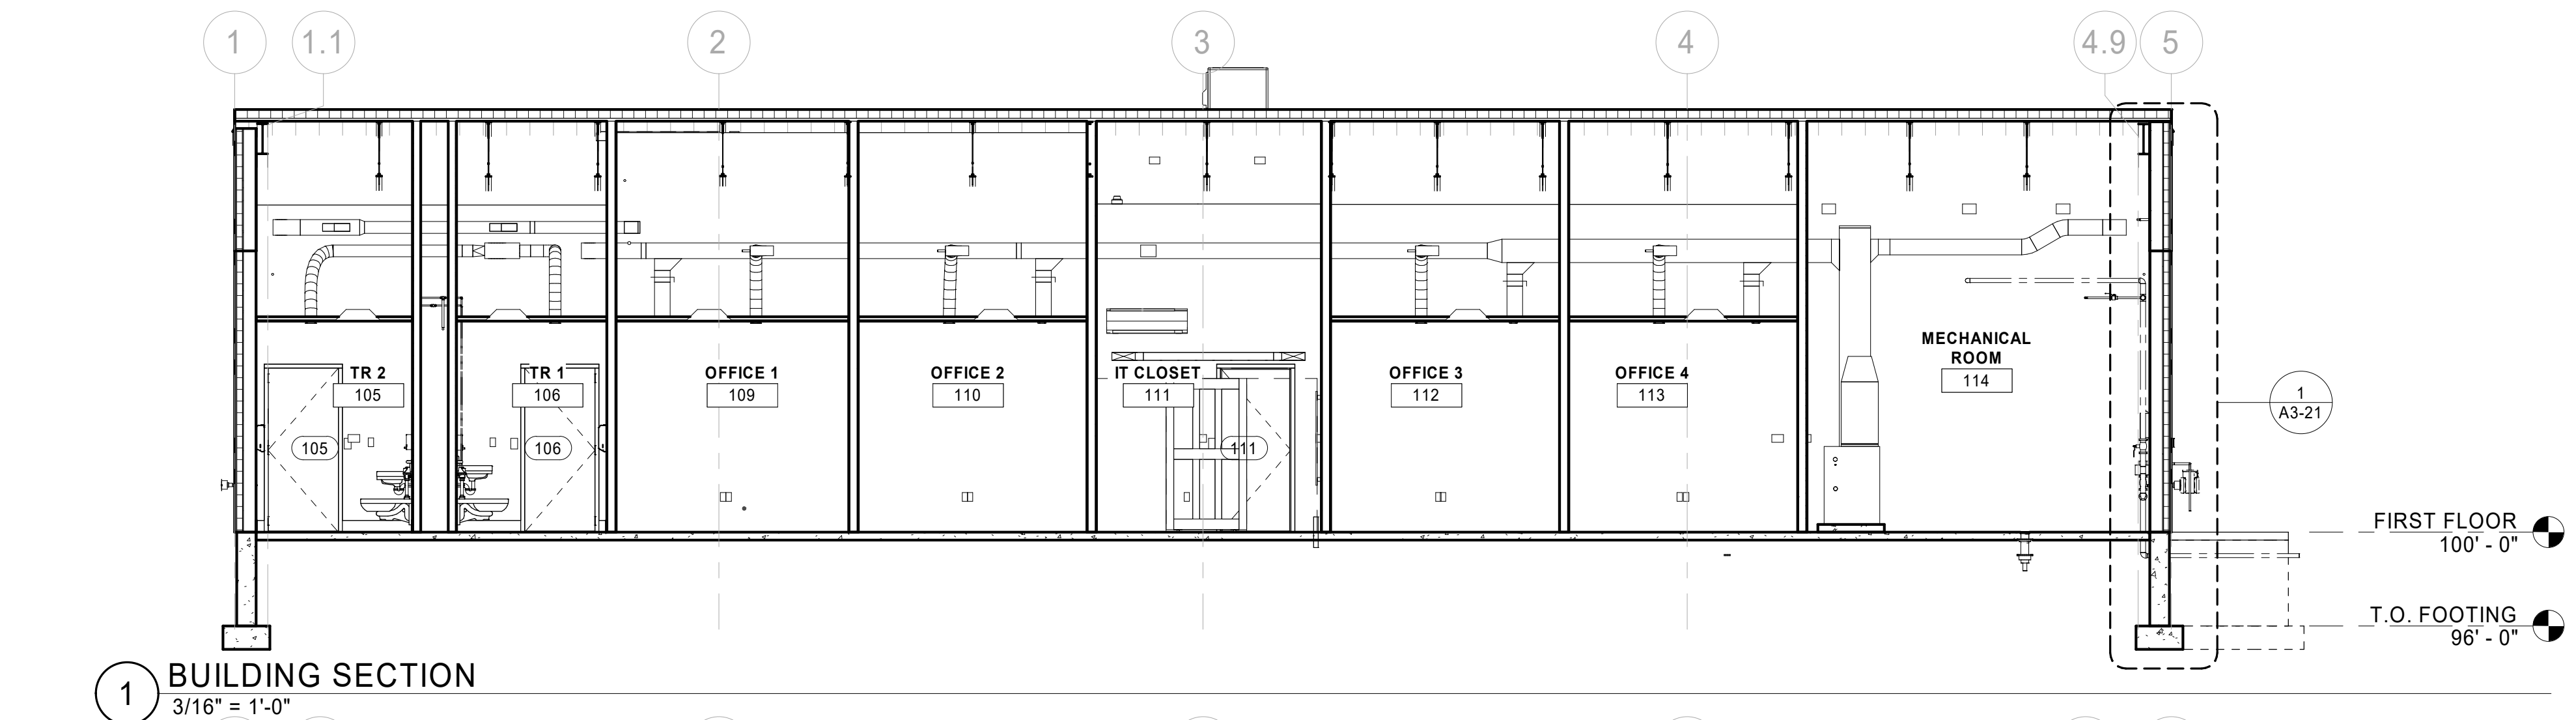 1
1.1
2
3
4
4.9
5
TR 2
105
TR 1
106
OFFICE 1
109
OFFICE 2
110
IT CLOSET
111
OFFICE 3
112
OFFICE 4
113
MECHANICAL
ROOM
114
105
106
111
1
A3-21
FIRST FLOOR
100' - 0"
T.O. FOOTING
96' - 0"
1
BUILDING SECTION
3/16" = 1'-0"